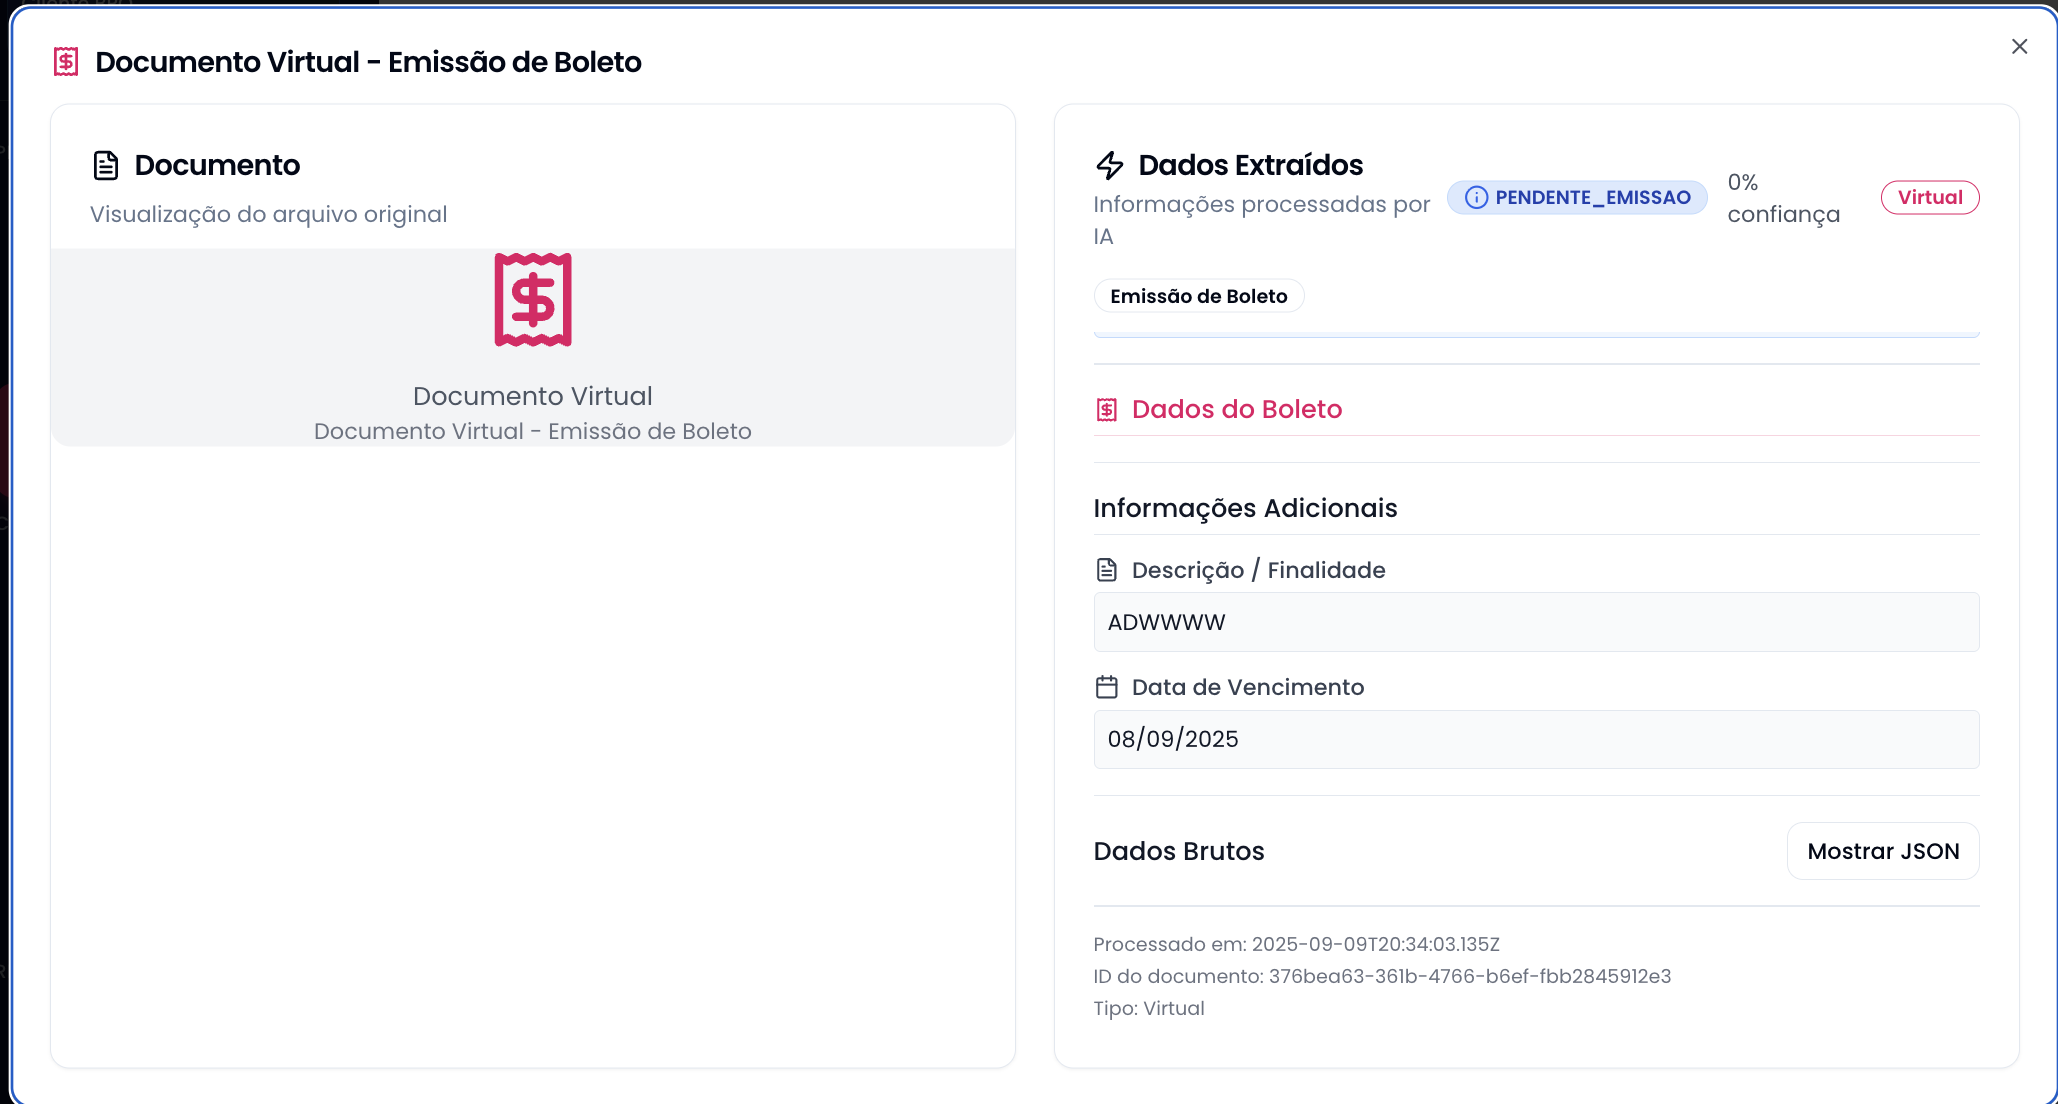 Documento Virtual - Emissão de Boleto
Documento
Visualização do arquivo original
Documento Virtual
Documento Virtual - Emissão de Boleto
Dados Extraídos
Informações processadas por
IA
PENDENTE_EMISSAO
0%
confiança
Virtual
Emissão de Boleto
Dados do Boleto
Informações Adicionais
Descrição / Finalidade
ADWWWW
Data de Vencimento
08/09/2025
Dados Brutos
Mostrar JSON
Processado em: 2025-09-09T20:34:03.135Z
ID do documento: 376bea63-361b-4766-b6ef-fbb2845912e3
Tipo: Virtual